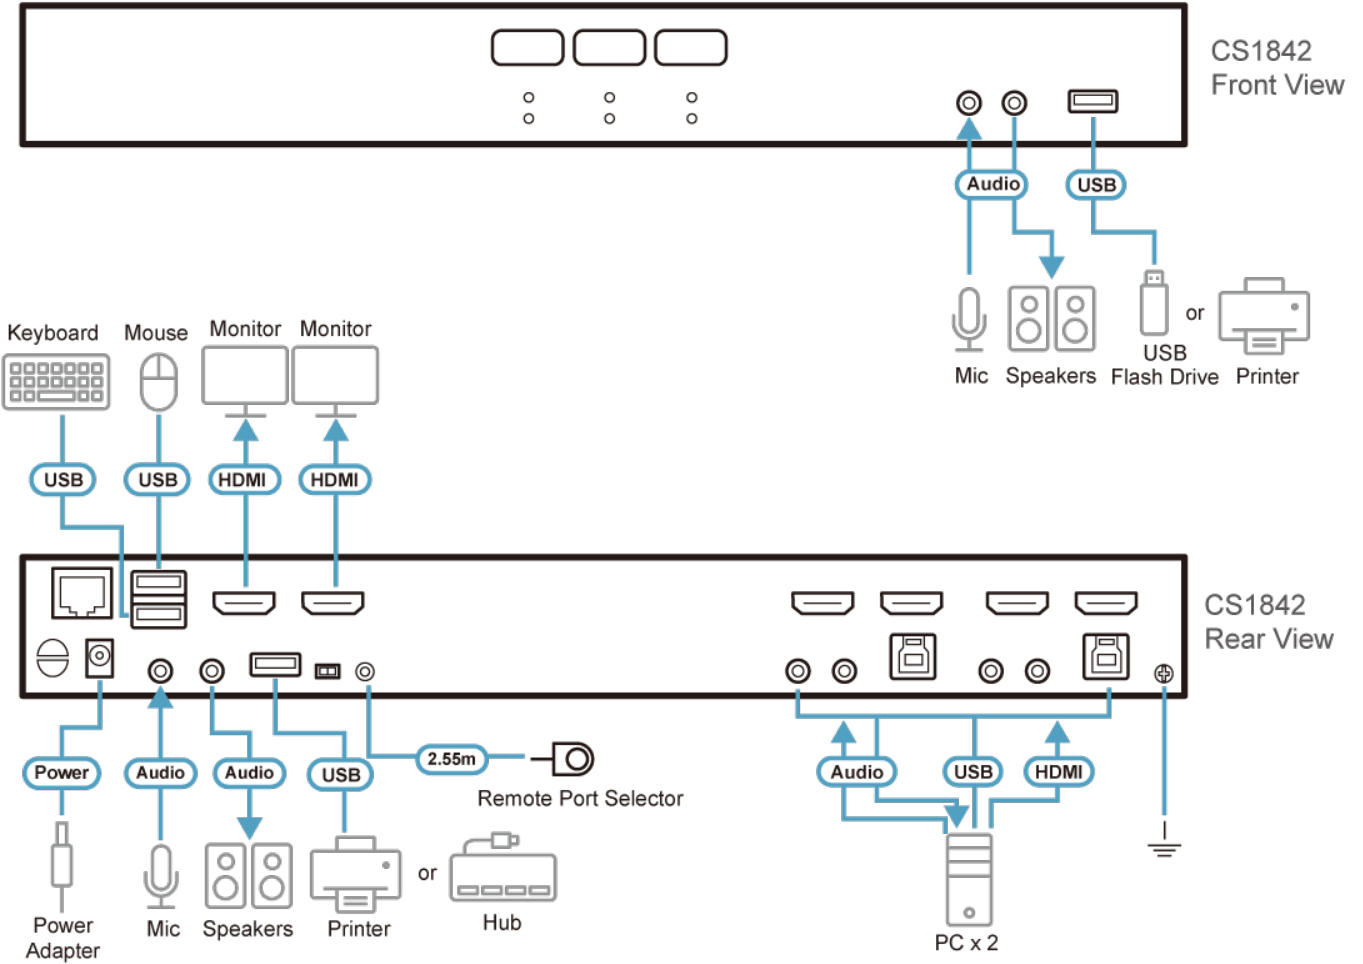 CS1842
Front View
Audio
USB
or
Mic
Speakers
USB
Flash Drive
Printer
Keyboard
Mouse
Monitor
Monitor
USB
USB
HDMI
HDMI
CS1842
Rear View
Power
Audio
Audio
USB
2.55m
Remote Port Selector
Audio
USB
HDMI
or
Power
Adapter
Mic
Speakers
Printer
Hub
PC x 2